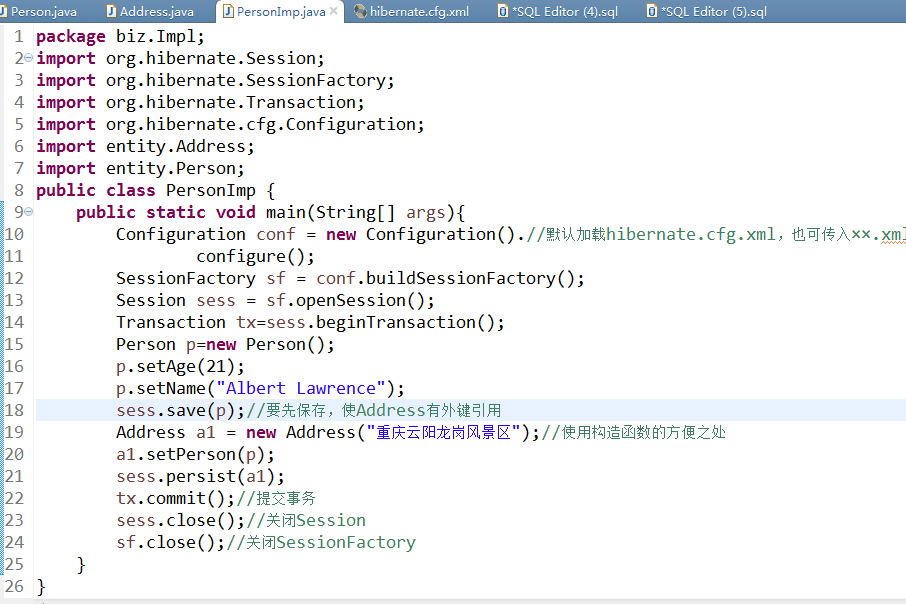 Person.java Address.java PersonImp.java hibernate.cfg.xml *SQL Editor (4).sql *SQL Editor (5).sql
1 package biz.Impl;
2 import org.hibernate.Session;
3 import org.hibernate.SessionFactory;
4 import org.hibernate.Transaction;
5 import org.hibernate.cfg.Configuration;
6 import entity.Address;
7 import entity.Person;
8 public class PersonImp {
9 public static void main(String[] args){
10 Configuration conf = new Configuration().//默认加载hibernate.cfg.xml，也可传入××.xml
11 configure();
12 SessionFactory sf = conf.buildSessionFactory();
13 Session sess = sf.openSession();
14 Transaction tx=sess.beginTransaction();
15 Person p=new Person();
16 p.setAge(21);
17 p.setName("Albert Lawrence");
18 sess.save(p);//要先保存，使Address有外键引用
19 Address a1 = new Address("重庆云阳龙岗风景区");//使用构造函数的方便之处
20 a1.setPerson(p);
21 sess.persist(a1);
22 tx.commit();//提交事务
23 sess.close();//关闭Session
24 sf.close();//关闭SessionFactory
25 }
26 }